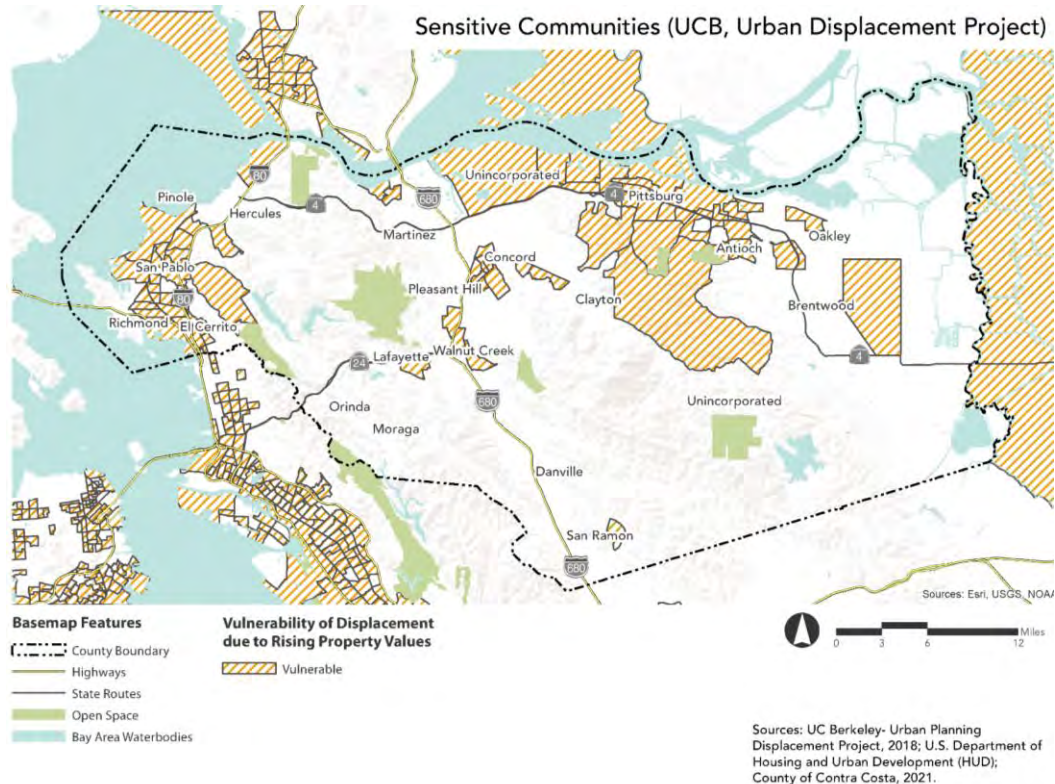 Sensitive Communities (UCB, Urban Displacement Project)
80
Unincorporated
Pittsburg
4
680
Pinole
Hercules
4
Martinez
Oakley
Antioch
Concord
San Pablo
80
Pleasant Hill
Clayton
Brentwood
Richmond
El Cerrito
Walnut Creek
Lafayette
24
4
680
Orinda
Unincorporated
Moraga
Danville
San Ramon
680
Sources: Esri, USGS, NOAA
Basemap Features
County Boundary
Highways
State Routes
Open Space
Bay Area Waterbodies
Vulnerability of Displacement
due to Rising Property Values
Vulnerable
Miles
0 3 6 12
Sources: UC Berkeley- Urban Planning
Displacement Project, 2018; U.S. Department of
Housing and Urban Development (HUD);
County of Contra Costa, 2021.